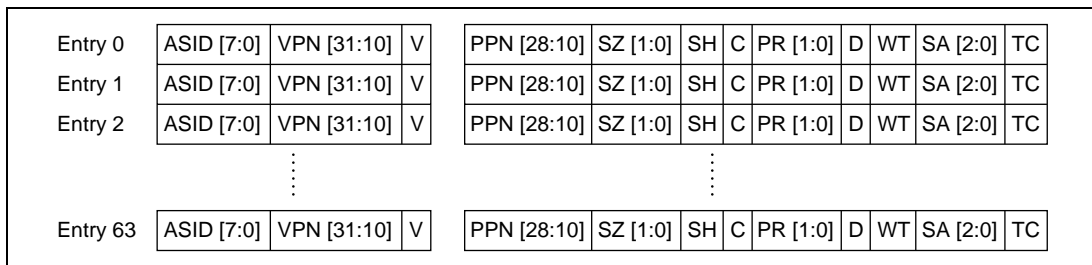 Entry 0 ASID [7:0] VPN [31:10] V PPN [28:10] SZ [1:0] SH C PR [1:0] D WT SA [2:0] TC
Entry 1 ASID [7:0] VPN [31:10] V PPN [28:10] SZ [1:0] SH C PR [1:0] D WT SA [2:0] TC
Entry 2 ASID [7:0] VPN [31:10] V PPN [28:10] SZ [1:0] SH C PR [1:0] D WT SA [2:0] TC
Entry 63 ASID [7:0] VPN [31:10] V PPN [28:10] SZ [1:0] SH C PR [1:0] D WT SA [2:0] TC